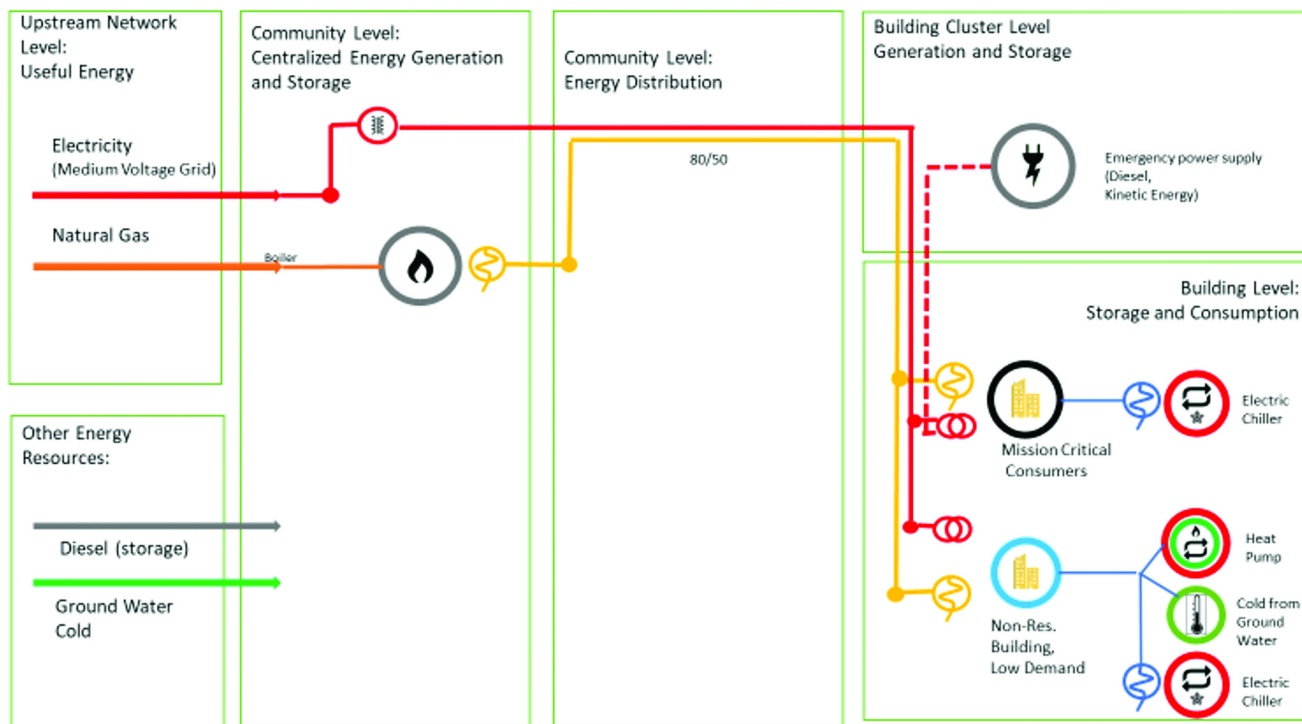 Upstream Network
Level:
Useful Energy
Electricity
(Medium Voltage Grid)
Natural Gas
Other Energy
Resources:
Diesel (storage)
Ground Water
Cold
Community Level:
Centralized Energy Generation
and Storage
Boiler
Community Level:
Energy Distribution
80/50
Building Cluster Level
Generation and Storage
Emergency power supply
(Diesel,
Kinetic Energy)
Building Level:
Storage and Consumption
Mission Critical
Consumers
Electric
Chiller
Non-Res.
Building,
Low Demand
Heat
Pump
Cold from
Ground
Water
Electric
Chiller